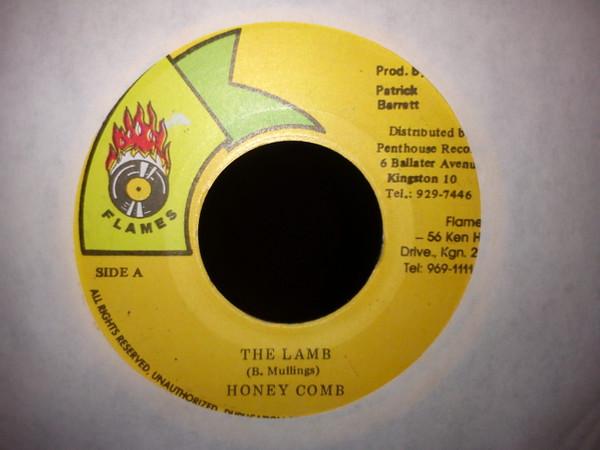 FLAMES
SIDE A
Prod. b
Patrick
Barrett
Distributed b
Penthouse Reco
6 Ballater Avenu
Kingston 10
Tel.: 929-7446
Flame
– 56 Ken H
Drive., Kgn. 2
Tel: 969-1111
THE LAMB
(B. Mullings)
HONEY COMB
ALL RIGHTS RESERVED, UNAUTHORIZED, DUPLICATION